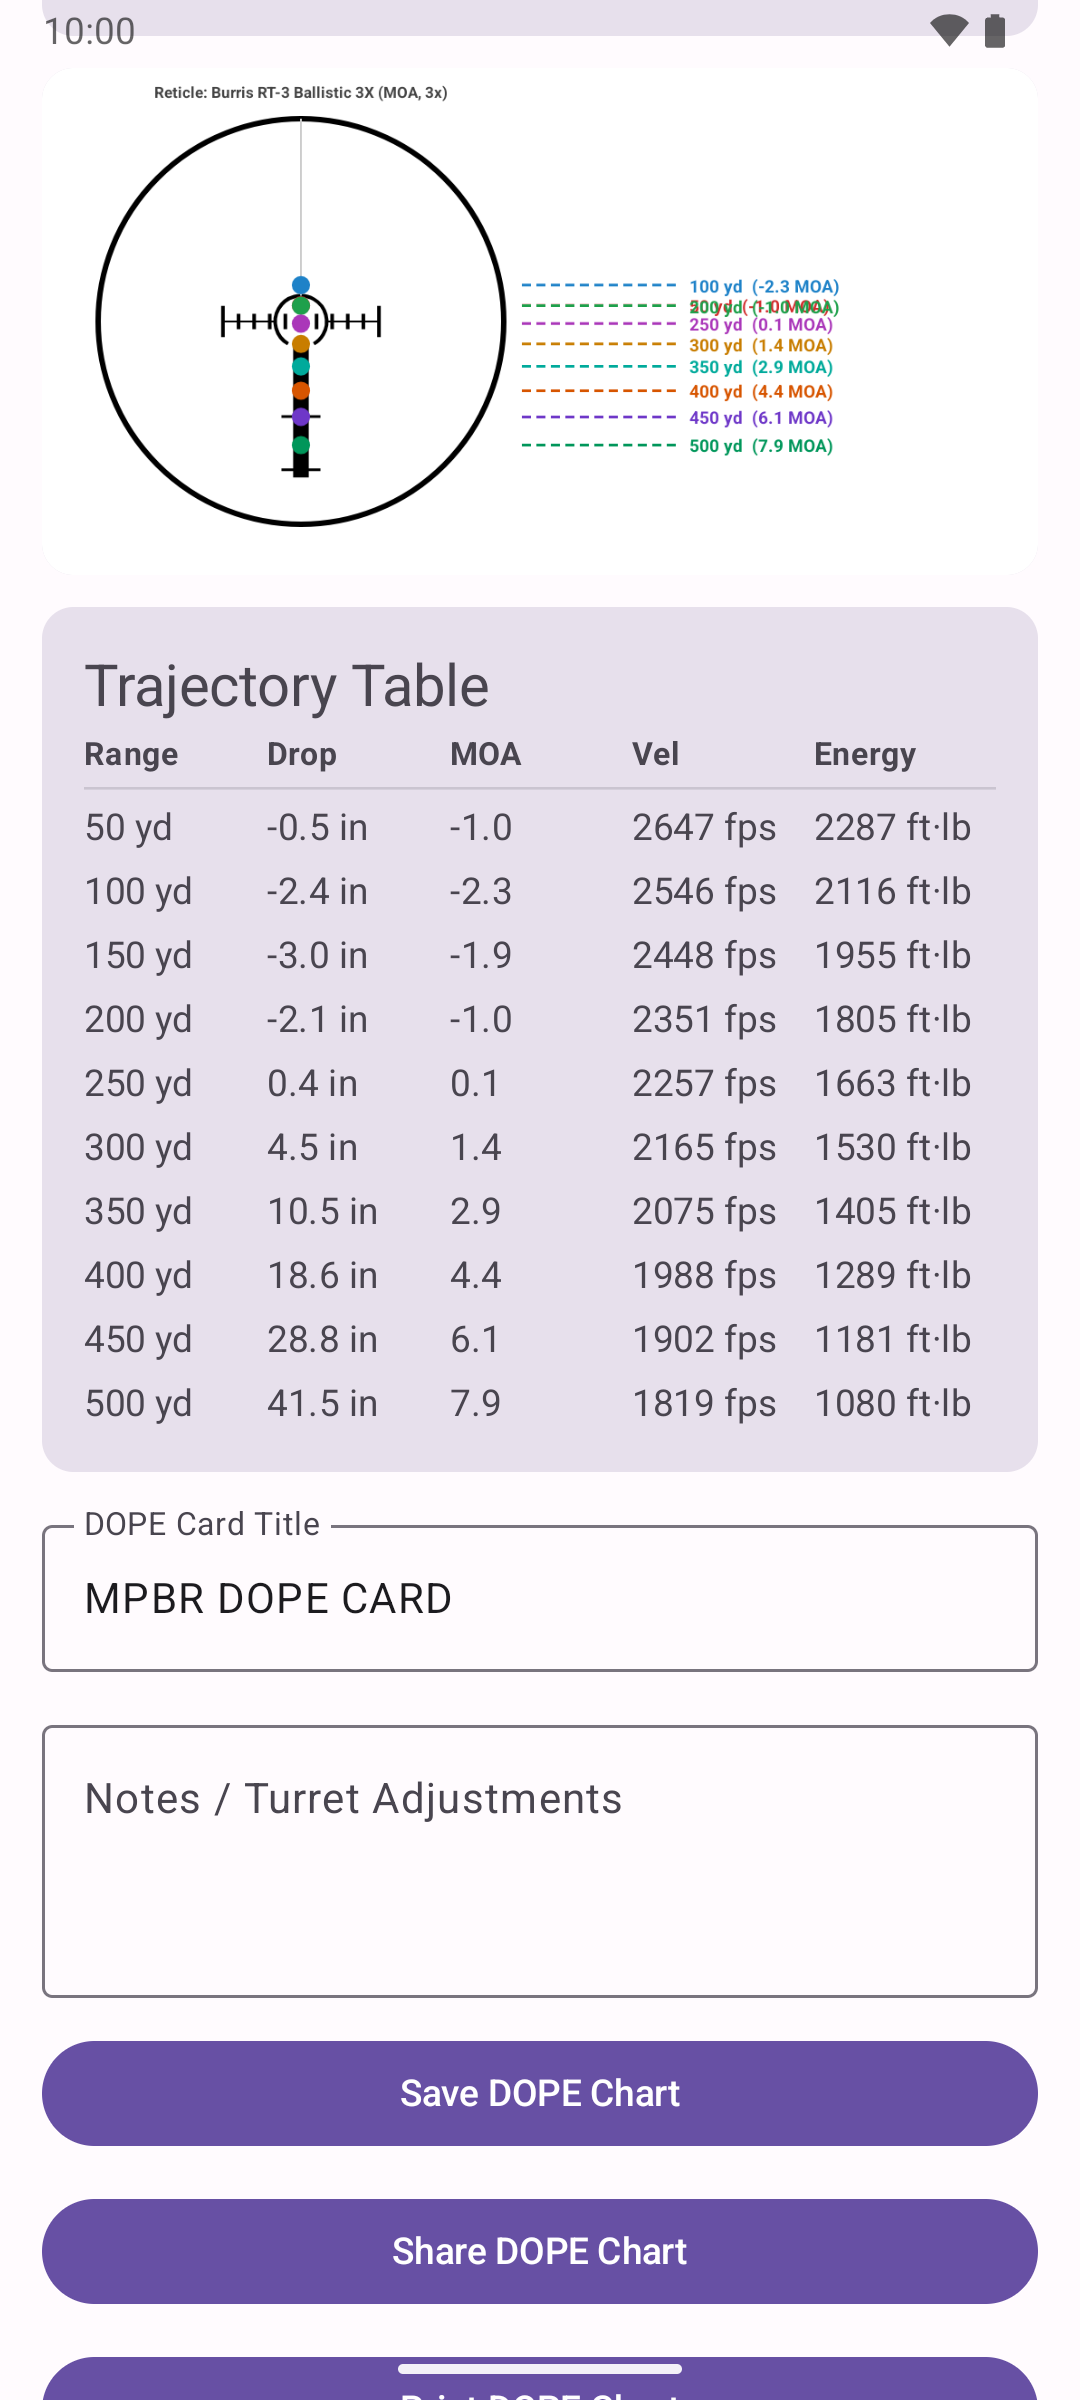 10:00
Reticle: Burris RT-3 Ballistic 3X (MOA, 3x)
100 yd (-2.3 MOA)
250 yd (0.1 MOA)
300 yd (1.4 MOA)
350 yd (2.9 MOA)
400 yd (4.4 MOA)
450 yd (6.1 MOA)
500 yd (7.9 MOA)
Trajectory Table
Range Drop MOA Vel Energy
50 yd -0.5 in -1.0 2647 fps 2287 ft·lb
100 yd -2.4 in -2.3 2546 fps 2116 ft·lb
150 yd -3.0 in -1.9 2448 fps 1955 ft·lb
200 yd -2.1 in -1.0 2351 fps 1805 ft·lb
250 yd 0.4 in 0.1 2257 fps 1663 ft·lb
300 yd 4.5 in 1.4 2165 fps 1530 ft·lb
350 yd 10.5 in 2.9 2075 fps 1405 ft·lb
400 yd 18.6 in 4.4 1988 fps 1289 ft·lb
450 yd 28.8 in 6.1 1902 fps 1181 ft·lb
500 yd 41.5 in 7.9 1819 fps 1080 ft·lb
DOPE Card Title
MPBR DOPE CARD
Notes / Turret Adjustments
Save DOPE Chart
Share DOPE Chart